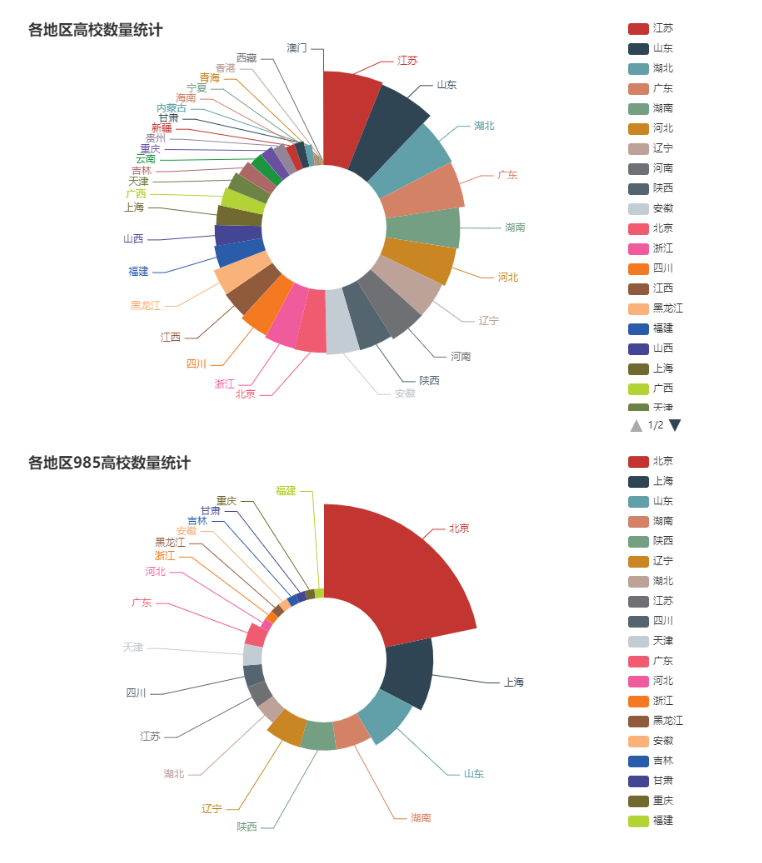 各地区高校数量统计
澳门
西藏
香港
青海
宁夏
海南
内蒙古
甘肃
新疆
贵州
重庆
云南
吉林
天津
广西
上海
山西
福建
黑龙江
江西
四川
浙江
北京
安徽
陕西
河南
辽宁
河北
湖南
广东
湖北
山东
江苏
江苏
山东
湖北
广东
湖南
河北
辽宁
河南
陕西
安徽
北京
浙江
四川
江西
黑龙江
福建
山西
上海
广西
天津
1/2
各地区985高校数量统计
福建
重庆
甘肃
吉林
安徽
黑龙江
浙江
河北
广东
天津
四川
江苏
湖北
辽宁
陕西
湖南
山东
上海
北京
北京
上海
山东
湖南
陕西
辽宁
湖北
江苏
四川
天津
广东
河北
浙江
黑龙江
安徽
吉林
甘肃
重庆
福建